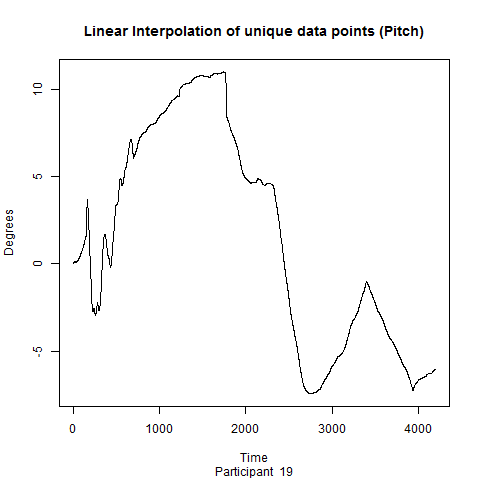 Linear Interpolation of unique data points (Pitch)
Degrees
10
5
0
-5
0 1000 2000 3000 4000
Time
Participant 19